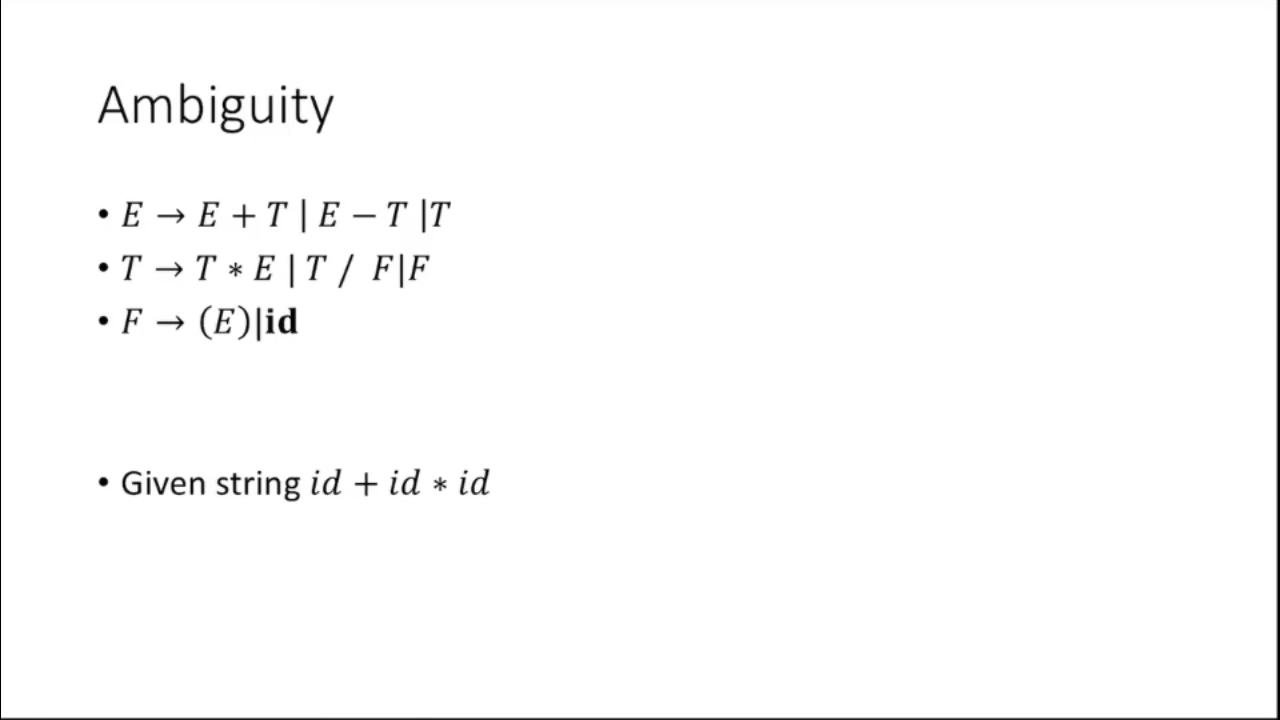 Ambiguity
• E → E + T | E − T |T
• T → T ∗ E | T / F|F
• F → (E)|id
• Given string id + id ∗ id